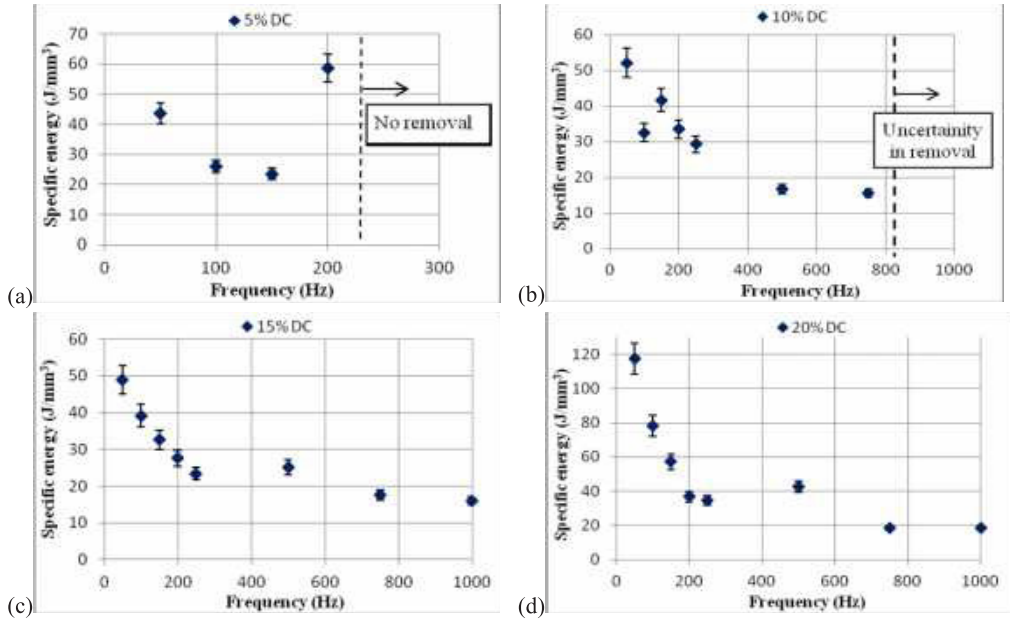 5% DC
Specific energy (J/mm³)
70
60
50
40
30
20
10
0
No removal
0
100
200
300
Frequency (Hz)
(a)
10% DC
Specific energy (J/mm³)
60
50
40
30
20
10
0
Uncertainity
in removal
0
200
400
600
800
1000
Frequency (Hz)
(b)
15% DC
Specific energy (J/mm³)
60
50
40
30
20
10
0
0
200
400
600
800
1000
Frequency (Hz)
(c)
20% DC
Specific energy (J/mm³)
120
100
80
60
40
20
0
0
200
400
600
800
1000
Frequency (Hz)
(d)